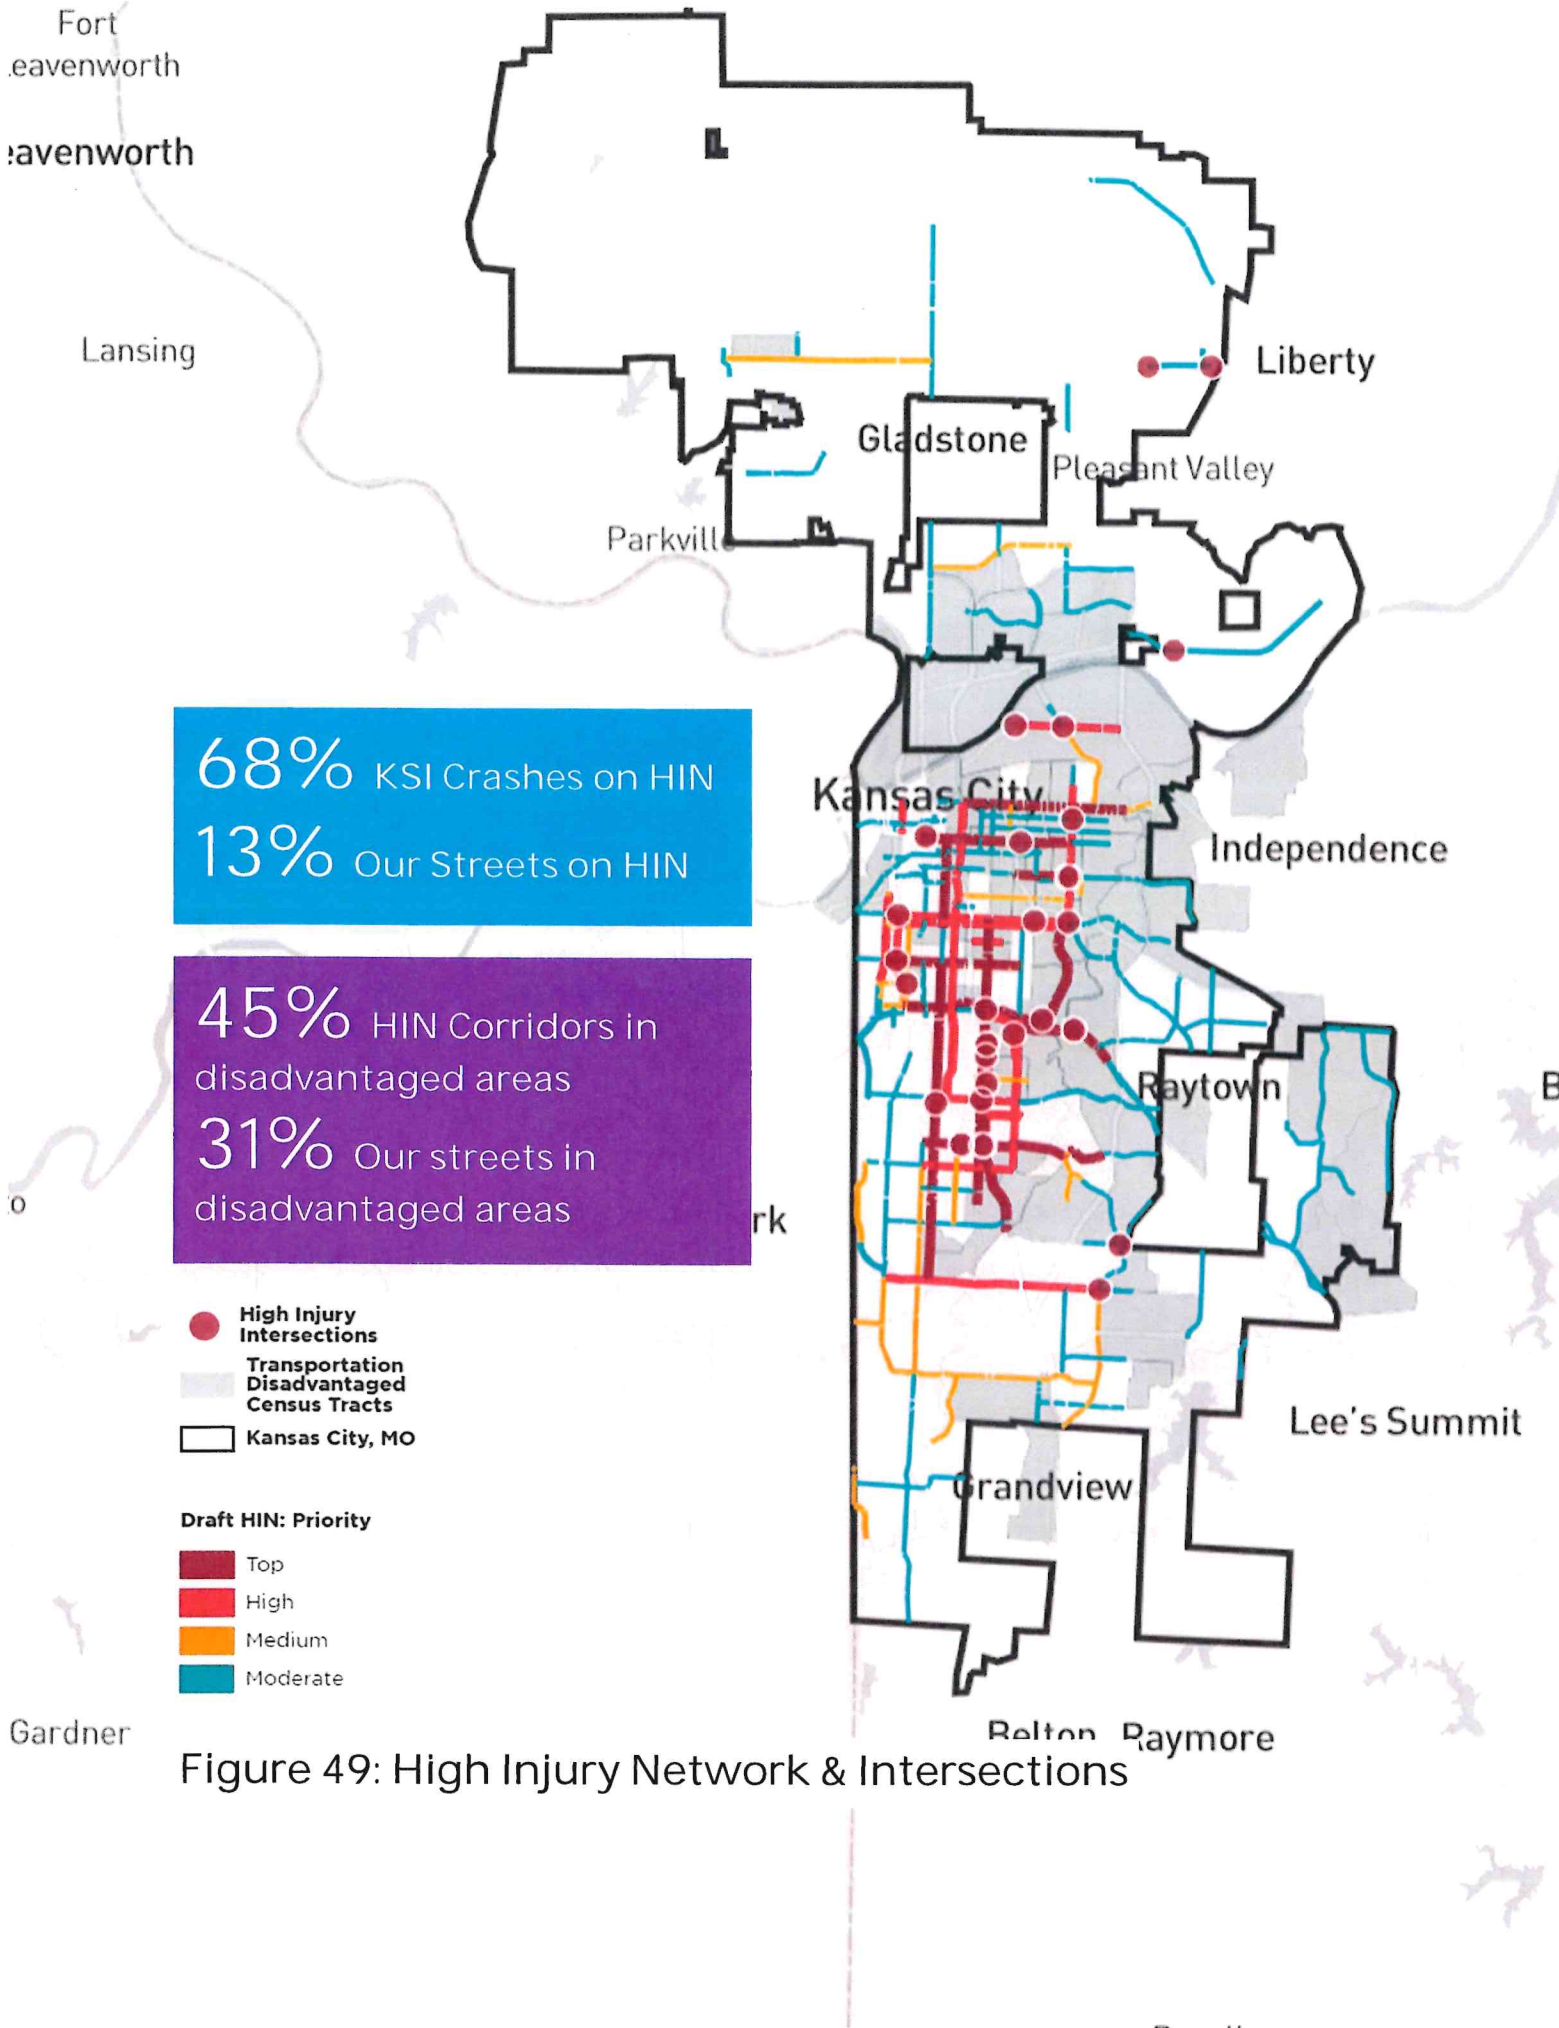 Fort
eavenworth
eavenworth
Lansing
Liberty
Gladstone
Pleasant Valley
Parkvill
68% KSI Crashes on HIN
13% Our Streets on HIN
Kansas City
Independence
45% HIN Corridors in
disadvantaged areas
31% Our streets in
disadvantaged areas
Raytown
B
o
rk
High Injury
Intersections
Transportation
Disadvantaged
Census Tracts
Kansas City, MO
Lee's Summit
Grandview
Draft HIN: Priority
Top
High
Medium
Moderate
Gardner
Belton
Raymore
Figure 49: High Injury Network & Intersections